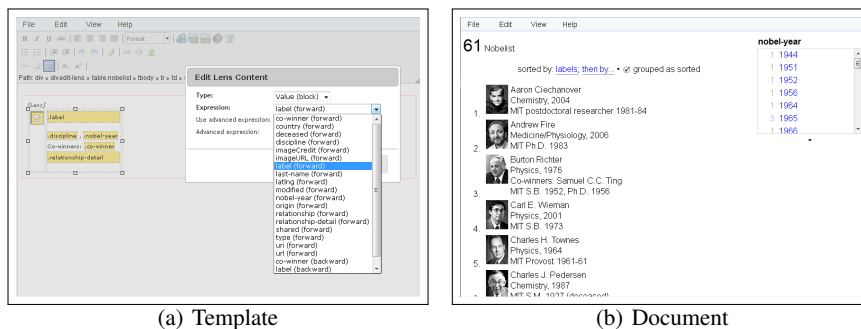 File Edit View Help
B I U ABC Format
Path: div » divedit-lens » table.nobelist » tbody » tr » td »
Edit Lens Content
Type: Value (block)
Expression: label (forward)
Use advanced expression:
Advanced expression:
co-winner (forward)
country (forward)
deceased (forward)
discipline (forward)
imageCredit (forward)
imageURL (forward)
label (forward)
last-name (forward)
latlng (forward)
modified (forward)
nobel-year (forward)
origin (forward)
relationship (forward)
relationship-detail (forward)
shared (forward)
type (forward)
uri (forward)
url (forward)
co-winner (backward)
label (backward)
[Lens]
.label
.discipline , .nobel-year
Co-winners: .co-winner
.relationship-detail
(a) Template
File Edit View Help
61 Nobelist
sorted by: labels; then by... • grouped as sorted
1. Aaron Ciechanover
Chemistry, 2004
MIT postdoctoral researcher 1981-84
2. Andrew Fire
Medicine/Physiology, 2006
MIT Ph.D. 1983
3. Burton Richter
Physics, 1976
Co-winners: Samuel C.C. Ting
MIT S.B. 1952, Ph.D. 1956
4. Carl E. Wieman
Physics, 2001
MIT S.B. 1973
5. Charles H. Townes
Physics, 1964
MIT Provost 1961-61
6. Charles J. Pedersen
Chemistry, 1987
MIT S.M. 1927 (deceased)
nobel-year
1 1944
1 1951
1 1952
1 1956
1 1964
3 1965
1 1966
(b) Document